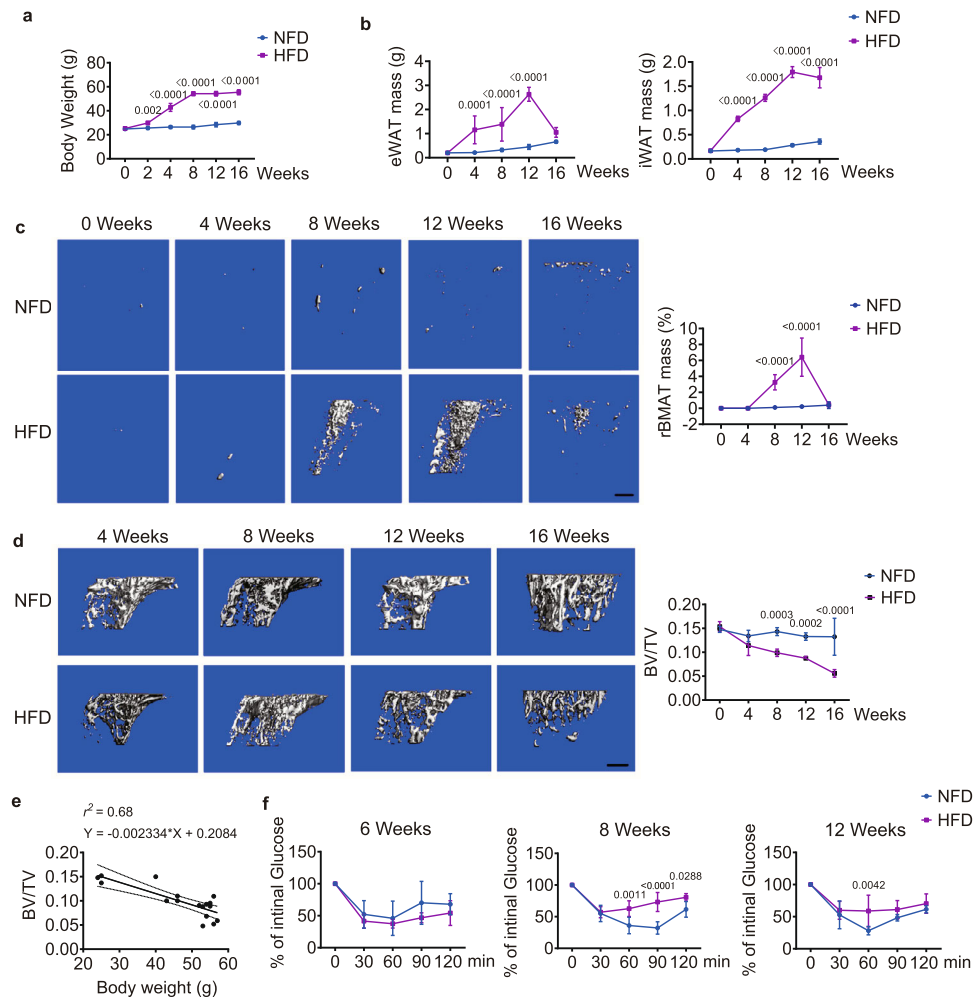 a
NFD
HFD
Body Weight (g)
80
60
40
20
0
0.002
<0.0001
<0.0001
<0.0001
<0.0001
0 2 4 6 8 12 16 Weeks
b
NFD
HFD
eWAT mass (g)
4
3
2
1
0
0.0001
<0.0001
<0.0001
0 4 8 12 16 Weeks
iWAT mass (g)
2.0
1.5
1.0
0.5
0.0
<0.0001
<0.0001
<0.0001
<0.0001
0 4 8 12 16 Weeks
c
0 Weeks 4 Weeks 8 Weeks 12 Weeks 16 Weeks
NFD
HFD
NFD
HFD
rBMAT mass (%)
10
8
6
4
2
0
-2
<0.0001
<0.0001
0 4 8 12 16 Weeks
d
4 Weeks 8 Weeks 12 Weeks 16 Weeks
NFD
HFD
NFD
HFD
BV/TV
0.20
0.15
0.10
0.05
0.00
0.0003
0.0002
<0.0001
0 4 8 12 16 Weeks
e
r² = 0.68
Y = -0.002334*X + 0.2084
BV/TV
0.20
0.15
0.10
0.05
0.00
20 30 40 50 60
Body weight (g)
f
NFD
HFD
6 Weeks
% of intinal Glucose
150
100
50
0
0 30 60 90 120 min
8 Weeks
% of intinal Glucose
150
100
50
0
0.0011
<0.0001
0.0288
0 30 60 90 120 min
12 Weeks
% of intinal Glucose
150
100
50
0
0.0042
0 30 60 90 120 min